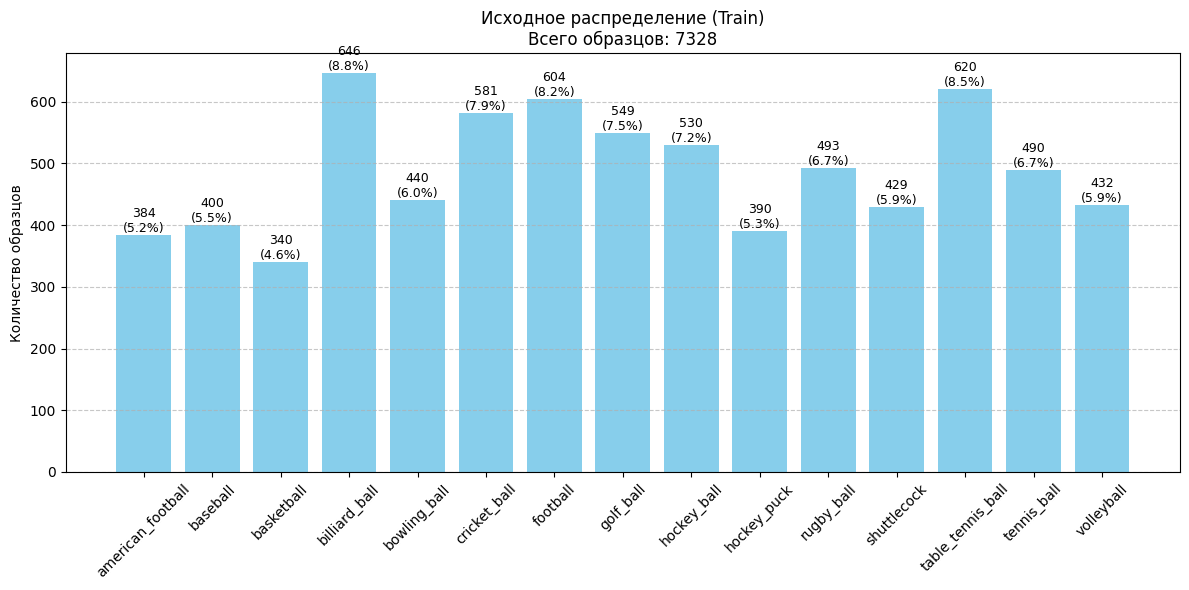 Исходное распределение (Train)
Всего образцов: 7328
Количество образцов
600
500
400
300
200
100
0
384
(5.2%)
400
(5.5%)
340
(4.6%)
646
(8.8%)
440
(6.0%)
581
(7.9%)
604
(8.2%)
549
(7.5%)
530
(7.2%)
390
(5.3%)
493
(6.7%)
429
(5.9%)
620
(8.5%)
490
(6.7%)
432
(5.9%)
american_football
baseball
basketball
billiard_ball
bowling_ball
cricket_ball
football
golf_ball
hockey_ball
hockey_puck
rugby_ball
shuttlecock
table_tennis_ball
tennis_ball
volleyball